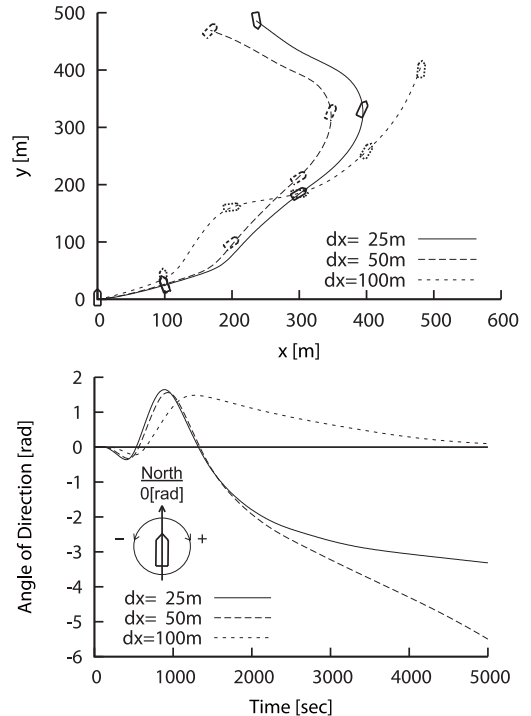 500
400
300
200
100
0
y [m]
dx= 25m
dx= 50m
dx=100m
0 100 200 300 400 500 600
x [m]
2
1
0
-1
-2
-3
-4
-5
-6
Angle of Direction [rad]
North
0[rad]
− +
dx= 25m
dx= 50m
dx=100m
0 1000 2000 3000 4000 5000
Time [sec]